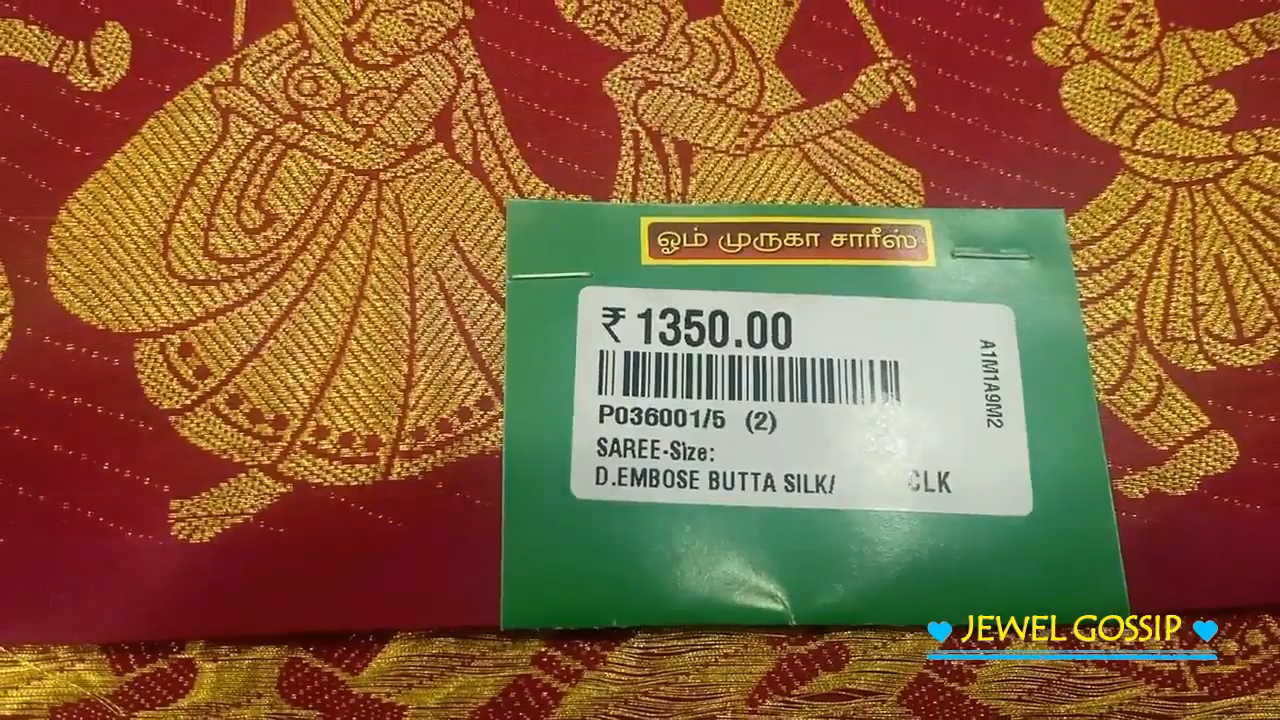 ஓம் முருகா சாரீஸ்
₹ 1350.00
P036001/5 (2)
SAREE-Size:
D.EMBOSE BUTTA SILK/ CLK
A1M1A9M2
JEWEL GOSSIP